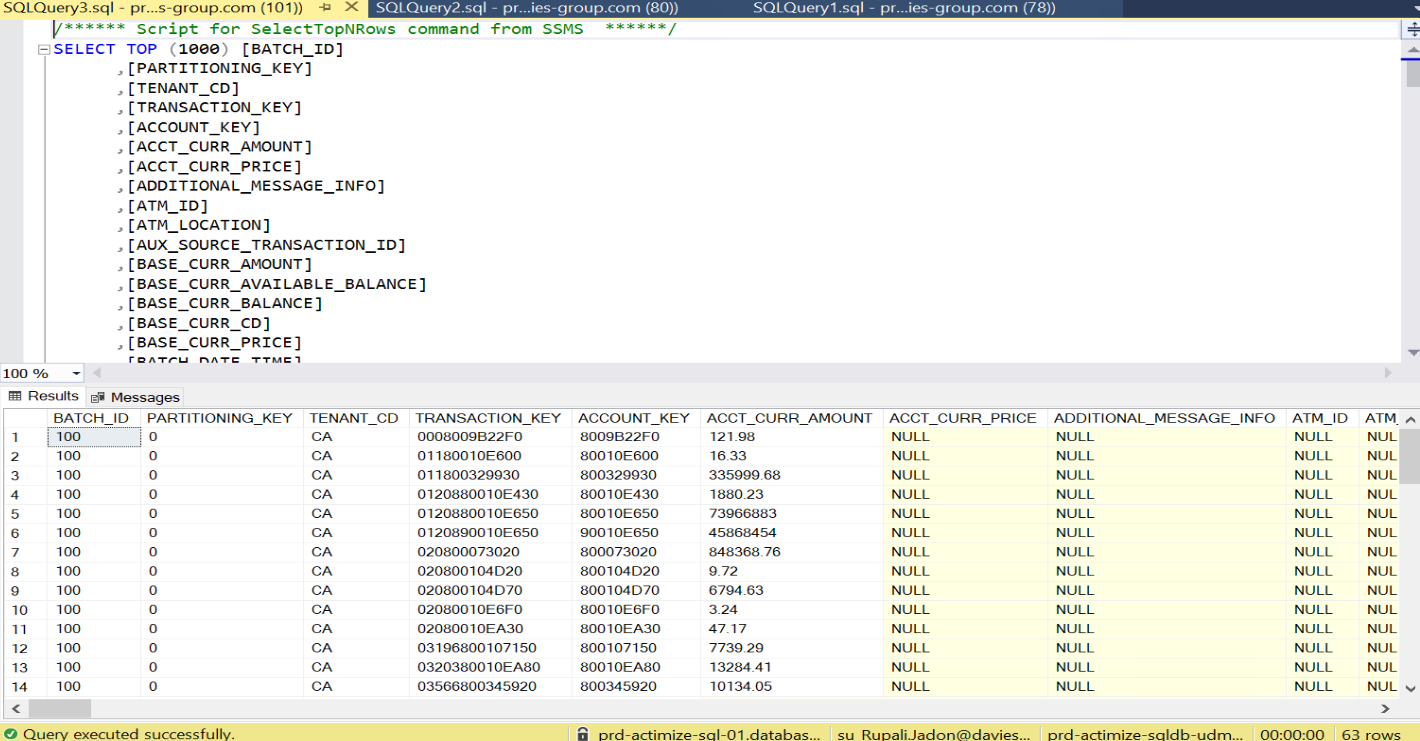 SQLQuery3.sql - pr...s-group.com (101)) SQLQuery2.sql - pr...ies-group.com (80)) SQLQuery1.sql - pr...ies-group.com (78))
/****** Script for SelectTopNRows command from SSMS ******/
SELECT TOP (1000) [BATCH_ID]
,[PARTITIONING_KEY]
,[TENANT_CD]
,[TRANSACTION_KEY]
,[ACCOUNT_KEY]
,[ACCT_CURR_AMOUNT]
,[ACCT_CURR_PRICE]
,[ADDITIONAL_MESSAGE_INFO]
,[ATM_ID]
,[ATM_LOCATION]
,[AUX_SOURCE_TRANSACTION_ID]
,[BASE_CURR_AMOUNT]
,[BASE_CURR_AVAILABLE_BALANCE]
,[BASE_CURR_BALANCE]
,[BASE_CURR_CD]
,[BASE_CURR_PRICE]
,[BATCH_DATE_TIME]
100 %
Results Messages
BATCH_ID PARTITIONING_KEY TENANT_CD TRANSACTION_KEY ACCOUNT_KEY ACCT_CURR_AMOUNT ACCT_CURR_PRICE ADDITIONAL_MESSAGE_INFO ATM_ID ATM_
1 100 0 CA 0008009B22F0 8009B22F0 121.98 NULL NULL NULL NUL
2 100 0 CA 01180010E600 80010E600 16.33 NULL NULL NULL NUL
3 100 0 CA 011800329930 800329930 335999.68 NULL NULL NULL NUL
4 100 0 CA 0120880010E430 80010E430 1880.23 NULL NULL NULL NUL
5 100 0 CA 0120880010E650 80010E650 73966883 NULL NULL NULL NUL
6 100 0 CA 0120890010E650 90010E650 45868454 NULL NULL NULL NUL
7 100 0 CA 020800073020 800073020 848368.76 NULL NULL NULL NUL
8 100 0 CA 020800104D20 800104D20 9.72 NULL NULL NULL NUL
9 100 0 CA 020800104D70 800104D70 6794.63 NULL NULL NULL NUL
10 100 0 CA 02080010E6F0 80010E6F0 3.24 NULL NULL NULL NUL
11 100 0 CA 02080010EA30 80010EA30 47.17 NULL NULL NULL NUL
12 100 0 CA 03196800107150 800107150 7739.29 NULL NULL NULL NUL
13 100 0 CA 0320380010EA80 80010EA80 13284.41 NULL NULL NULL NUL
14 100 0 CA 03566800345920 800345920 10134.05 NULL NULL NULL NUL
Query executed successfully. prd-actimize-sql-01.databas... su_Rupali.Jadon@davies... prd-actimize-sqldb-udm... 00:00:00 63 rows